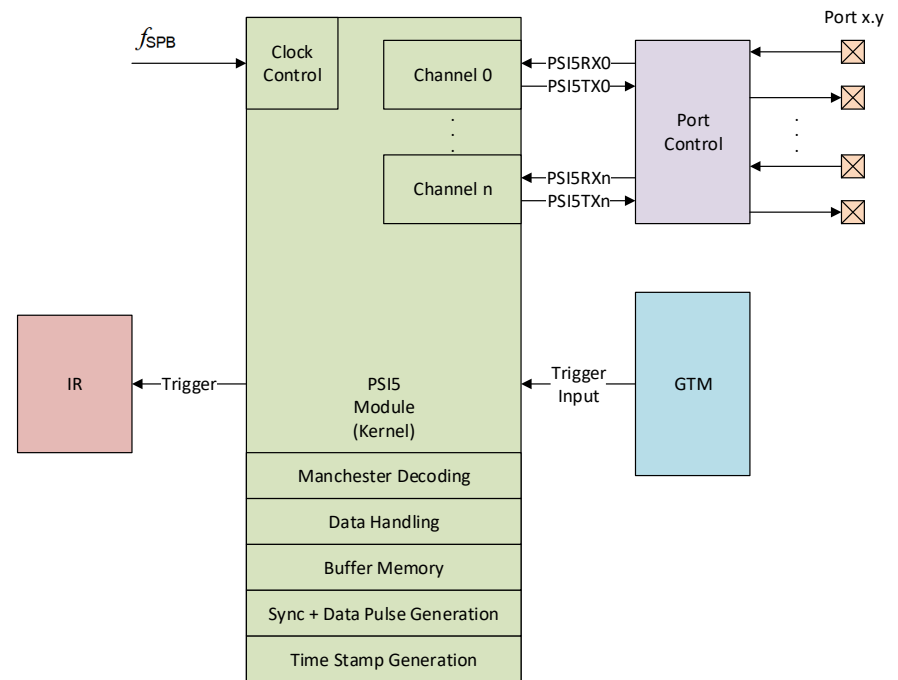 Port x.y
fSPB
Clock
Control
Channel 0
PSI5RX0
PSI5TX0
Port
Control
Channel n
PSI5RXn
PSI5TXn
IR
Trigger
PSI5
Module
(Kernel)
Trigger
Input
GTM
Manchester Decoding
Data Handling
Buffer Memory
Sync + Data Pulse Generation
Time Stamp Generation